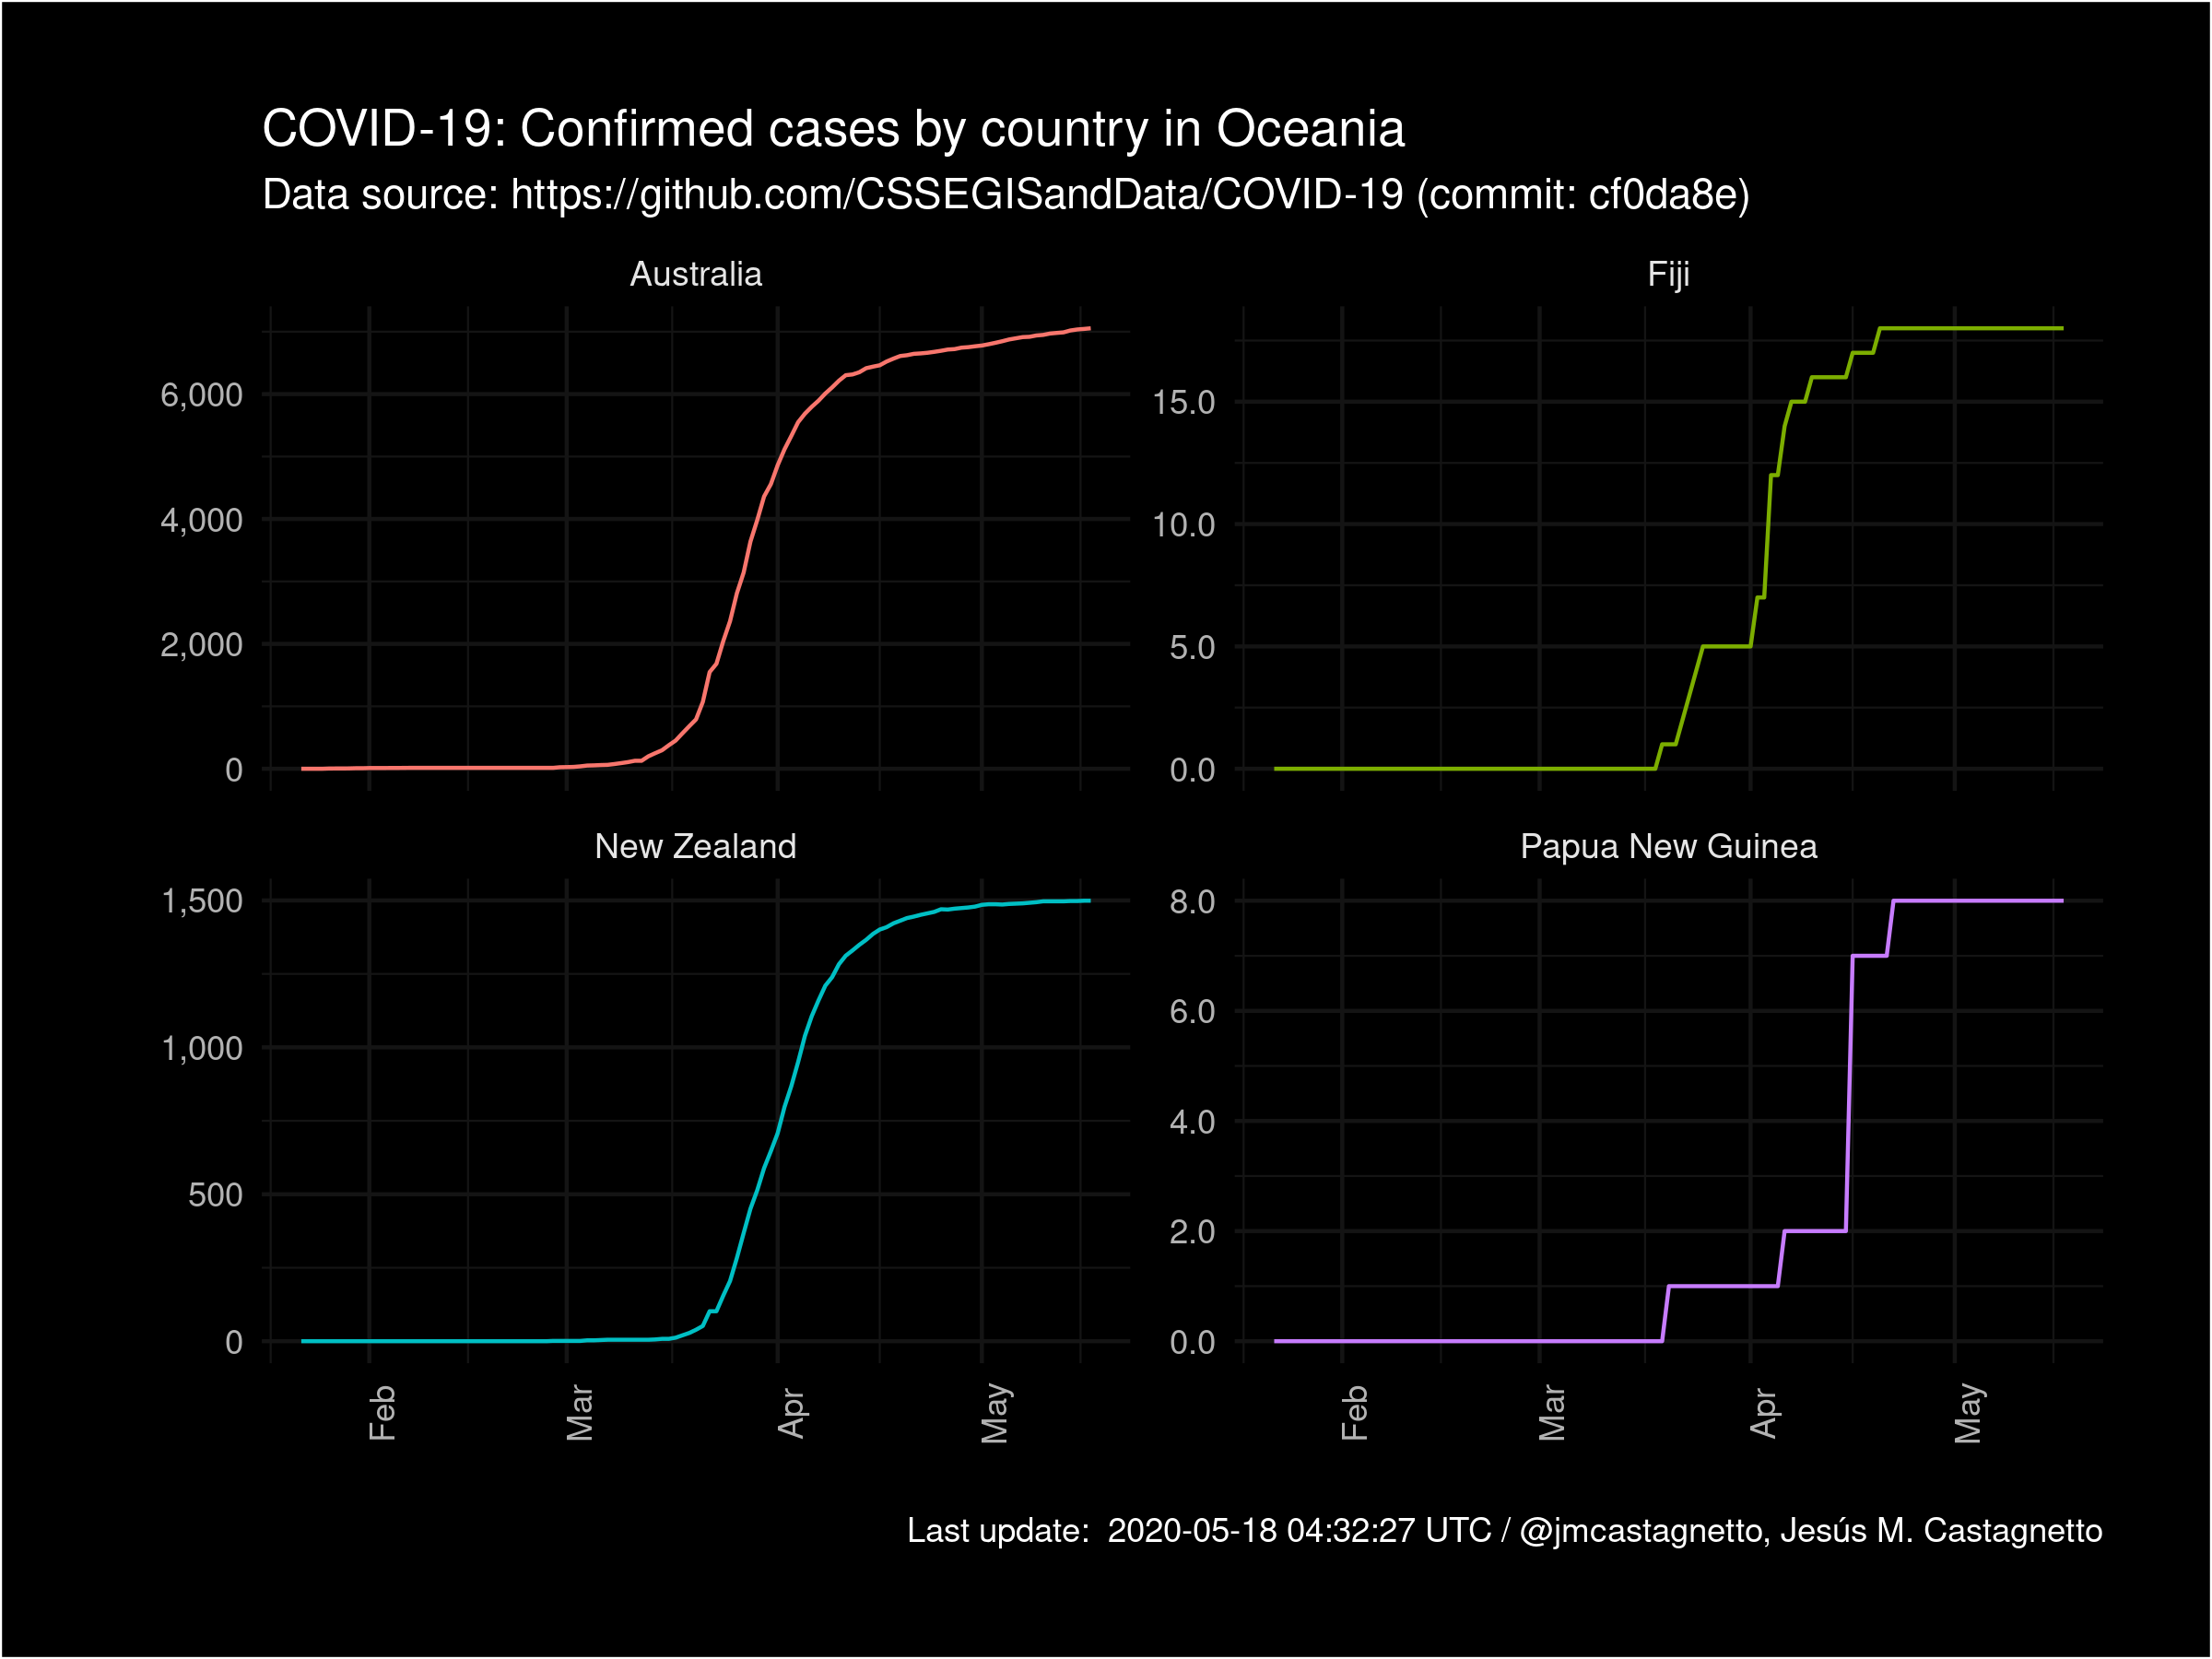 COVID-19: Confirmed cases by country in Oceania
Data source: https://github.com/CSSEGISandData/COVID-19 (commit: cf0da8e)
Australia
6,000
4,000
2,000
0
Fiji
15.0
10.0
5.0
0.0
New Zealand
1,500
1,000
500
0
Feb
Mar
Apr
May
Papua New Guinea
8.0
6.0
4.0
2.0
0.0
Feb
Mar
Apr
May
Last update:  2020-05-18 04:32:27 UTC / @jmcastagnetto, Jesús M. Castagnetto